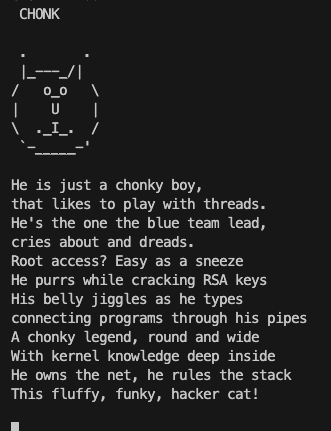 CHONK
.       .
 |_---_/|
/   o_o   \
|    U    |
\  ._I_.  /
 `-_____-'
He is just a chonky boy,
that likes to play with threads.
He's the one the blue team lead,
cries about and dreads.
Root access? Easy as a sneeze
He purrs while cracking RSA keys
His belly jiggles as he types
connecting programs through his pipes
A chonky legend, round and wide
With kernel knowledge deep inside
He owns the net, he rules the stack
This fluffy, funky, hacker cat!